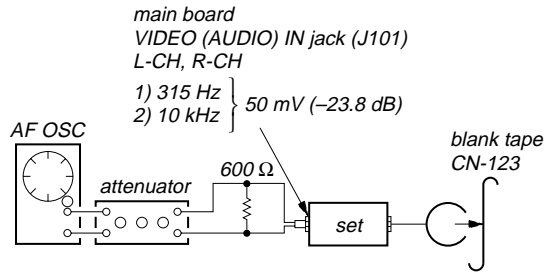 main board
VIDEO (AUDIO) IN jack (J101)
L-CH, R-CH
1) 315 Hz
2) 10 kHz
50 mV (–23.8 dB)
AF OSC
attenuator
600 Ω
set
blank tape
CN-123